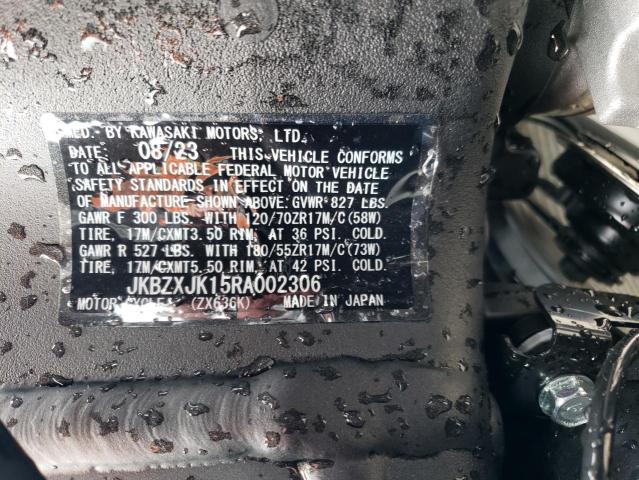 MFD. BY KAWASAKI MOTORS, LTD.
DATE 08/23 THIS VEHICLE CONFORMS
TO ALL APPLICABLE FEDERAL MOTOR VEHICLE
SAFETY STANDARDS IN EFFECT ON THE DATE
OF MANUFACTURE SHOWN ABOVE. GVWR 827 LBS.
GAWR F 300 LBS. WITH 120/70ZR17M/C(58W)
TIRE, 17M/CXMT3.50 RIM, AT 36 PSI. COLD.
GAWR R 527 LBS. WITH 180/55ZR17M/C(73W)
TIRE, 17M/CXMT5.50 RIM, AT 42 PSI. COLD.
JKBZXJK15RA002306
MOTORCYCLE (ZX636K) MADE IN JAPAN